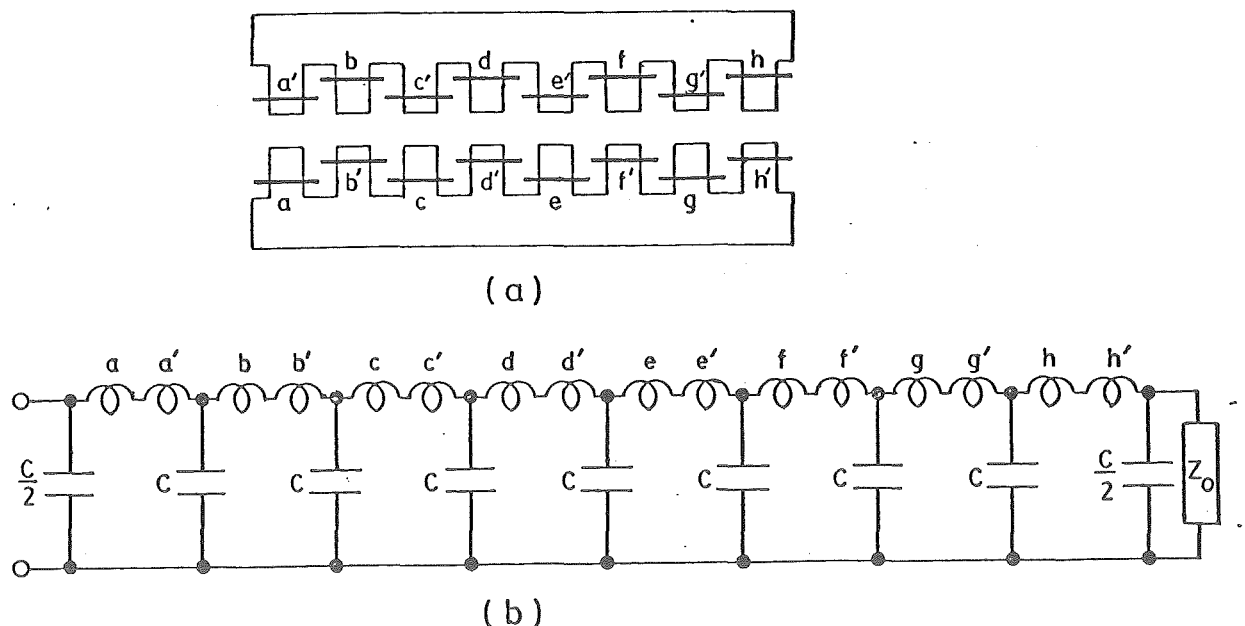 a' b c' d e' f g' h
a b' c d' e f' g h'
(a)
a a' b b' c c' d d' e e' f f' g g' h h'
C/2 C C C C C C C C/2 Z₀
(b)